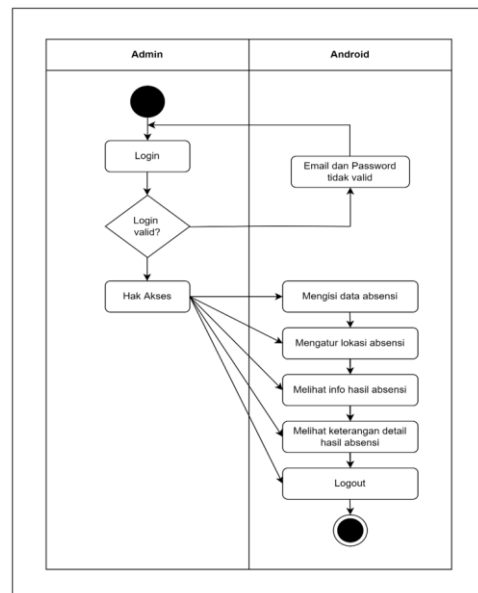 Admin
Android
Login
Email dan Password
tidak valid
Login
valid?
Hak Akses
Mengisi data absensi
Mengatur lokasi absensi
Melihat info hasil absensi
Melihat keterangan detail
hasil absensi
Logout